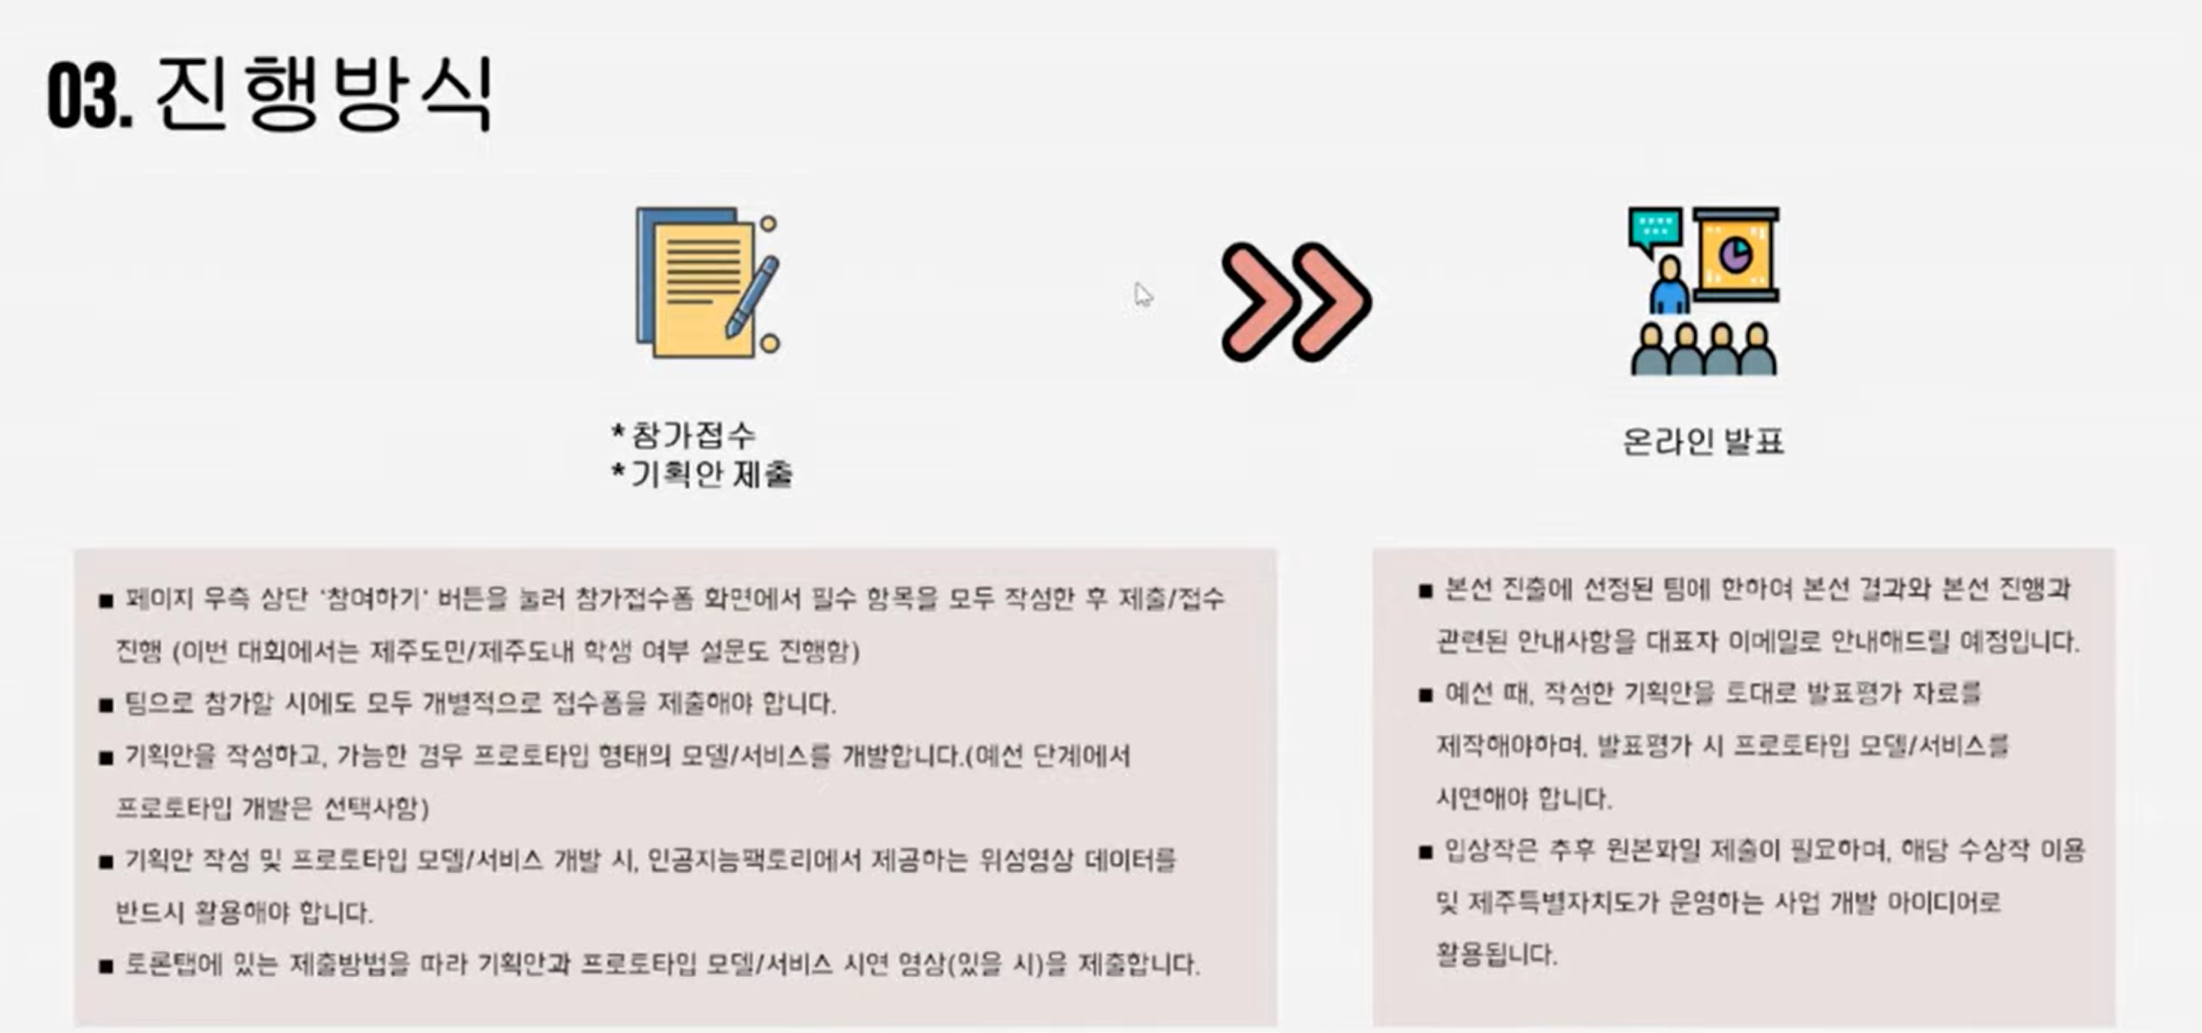 03. 진행방식
*참가접수
*기획안 제출
온라인 발표
■ 페이지 우측 상단 '참여하기' 버튼을 눌러 참가접수폼 화면에서 필수 항목을 모두 작성한 후 제출/접수
진행 (이번 대회에서는 제주도민/제주도내 학생 여부 설문도 진행함)
■ 팀으로 참가할 시에도 모두 개별적으로 접수폼을 제출해야 합니다.
■ 기획안을 작성하고, 가능한 경우 프로토타입 형태의 모델/서비스를 개발합니다.(예선 단계에서
프로토타입 개발은 선택사항)
■ 기획안 작성 및 프로토타입 모델/서비스 개발 시, 인공지능팩토리에서 제공하는 위성영상 데이터를
반드시 활용해야 합니다.
■ 토론탭에 있는 제출방법을 따라 기획안과 프로토타입 모델/서비스 시연 영상(있을 시)을 제출합니다.
■ 본선 진출에 선정된 팀에 한하여 본선 결과와 본선 진행과
관련된 안내사항을 대표자 이메일로 안내해드릴 예정입니다.
■ 예선 때, 작성한 기획안을 토대로 발표평가 자료를
제작해야하며, 발표평가 시 프로토타입 모델/서비스를
시연해야 합니다.
■ 입상작은 추후 원본파일 제출이 필요하며, 해당 수상작 이용
및 제주특별자치도가 운영하는 사업 개발 아이디어로
활용됩니다.